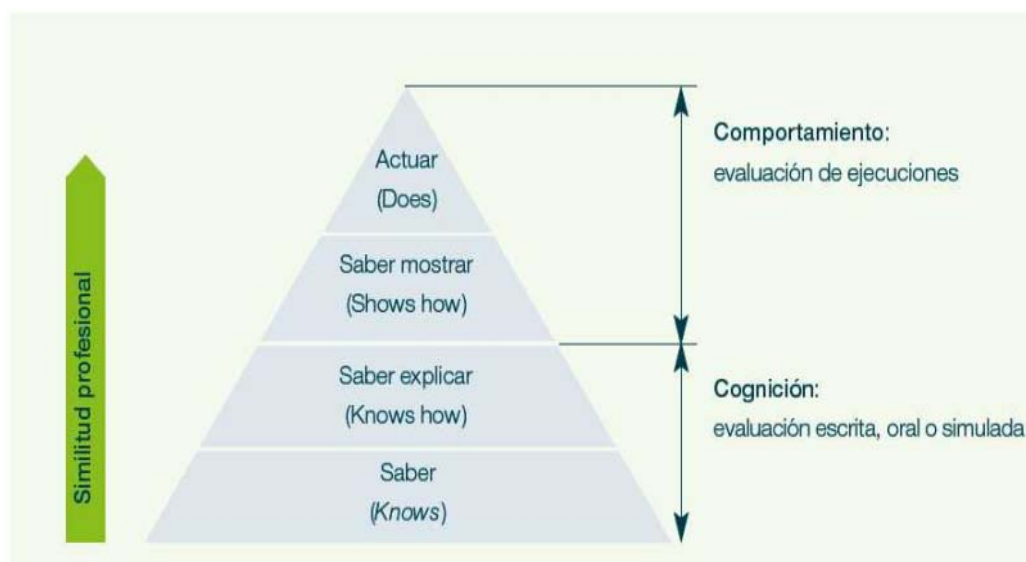 Similitud profesional
Actuar
(Does)
Saber mostrar
(Shows how)
Saber explicar
(Knows how)
Saber
(Knows)
Comportamiento:
evaluación de ejecuciones
Cognición:
evaluación escrita, oral o simulada